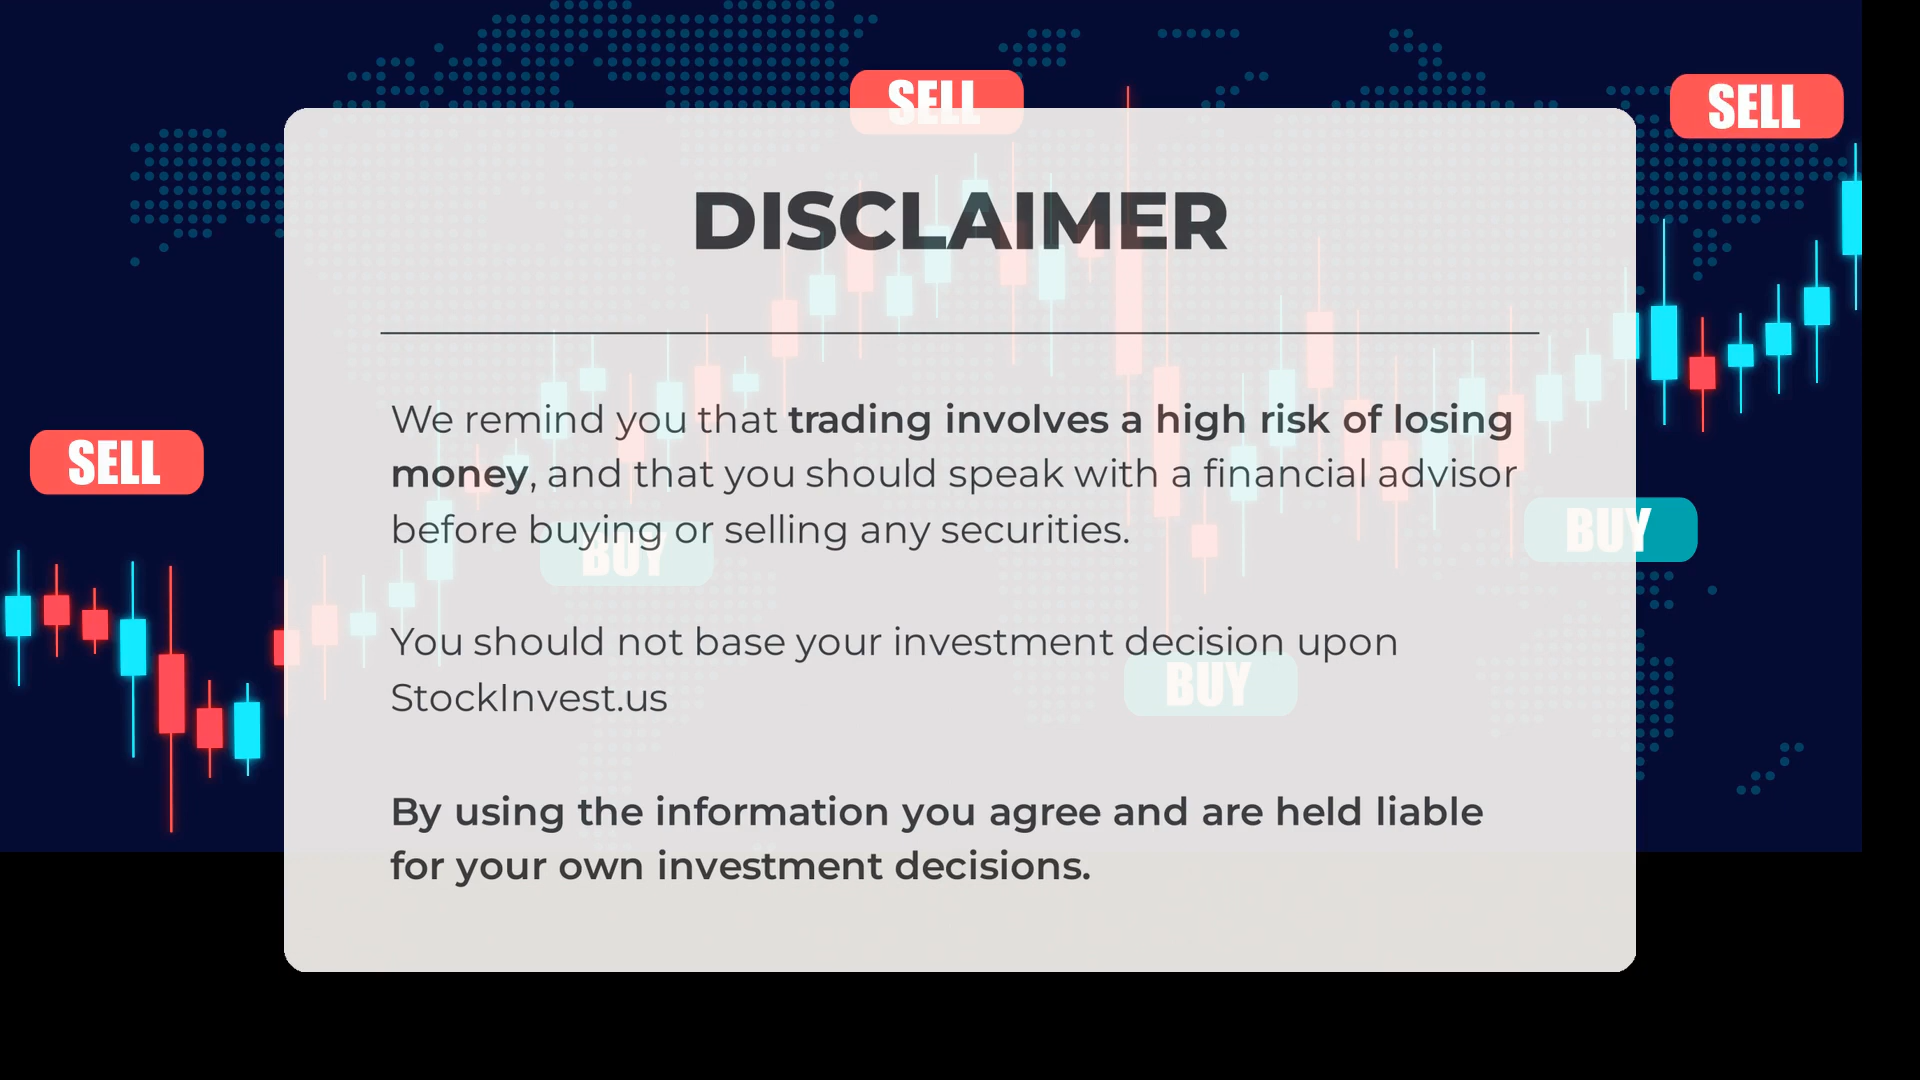 SELL
SELL
DISCLAIMER
We remind you that trading involves a high risk of losing
money, and that you should speak with a financial advisor
before buying or selling any securities.
SELL
BUY
BUY
You should not base your investment decision upon
StockInvest.us
BUY
By using the information you agree and are held liable
for your own investment decisions.